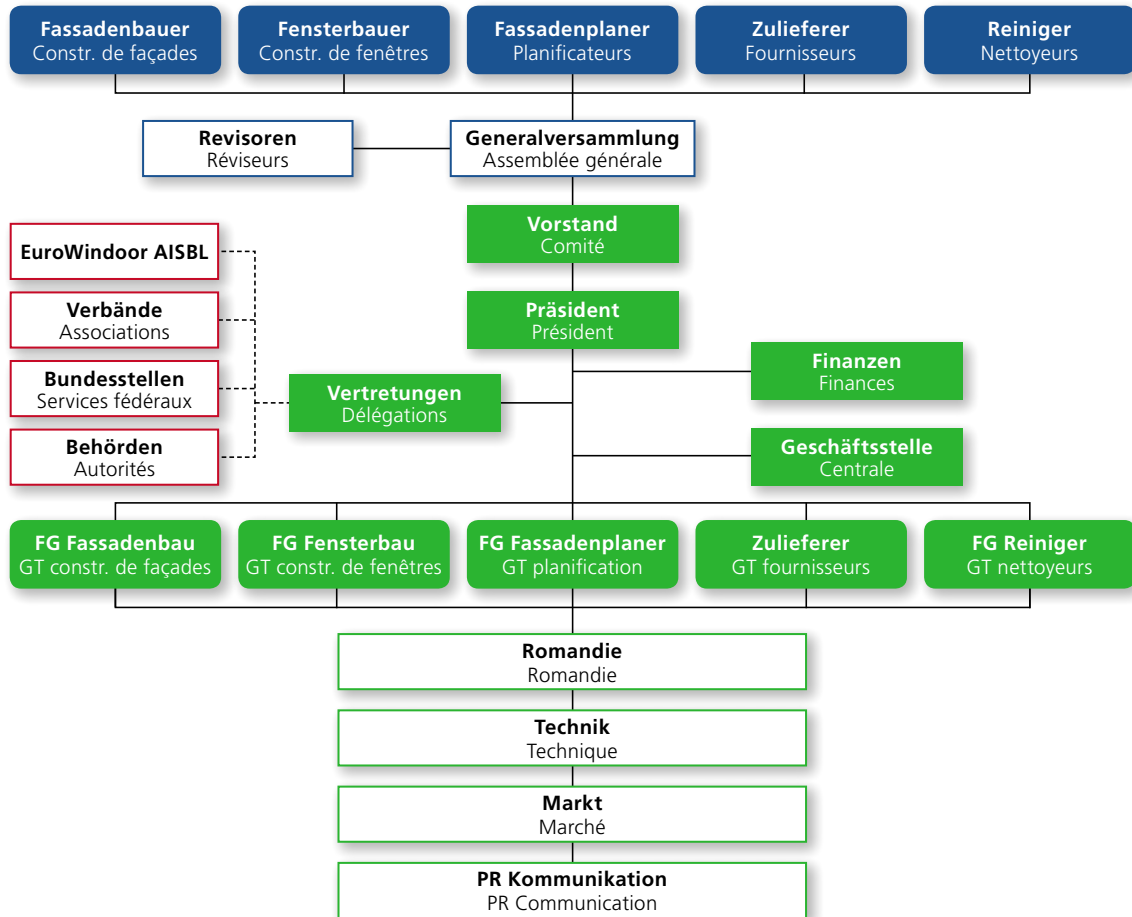 Fassadenbauer
Constr. de façades
Fensterbauer
Constr. de fenêtres
Fassadenplaner
Planificateurs
Zulieferer
Fournisseurs
Reiniger
Nettoyeurs
Revisoren
Réviseurs
Generalversammlung
Assemblée générale
Vorstand
Comité
EuroWindoor AISBL
Verbände
Associations
Bundesstellen
Services fédéraux
Behörden
Autorités
Präsident
Président
Vertretungen
Délégations
Finanzen
Finances
Geschäftsstelle
Centrale
FG Fassadenbau
GT constr. de façades
FG Fensterbau
GT constr. de fenêtres
FG Fassadenplaner
GT planification
Zulieferer
GT fournisseurs
FG Reiniger
GT nettoyeurs
Romandie
Romandie
Technik
Technique
Markt
Marché
PR Kommunikation
PR Communication